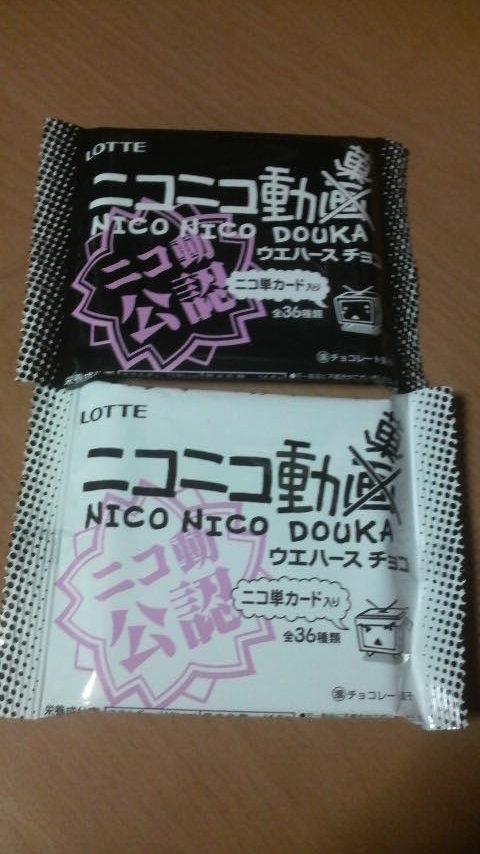 LOTTE
ニコニコ動画菓
NICO NICO DOUKA
ウエハース チョコ
ニコ動
公認
ニコ単カード入り
全36種類
LOTTE
ニコニコ動画菓
NICO NICO DOUKA
ウエハース チョコ
ニコ動
公認
ニコ単カード入り
全36種類